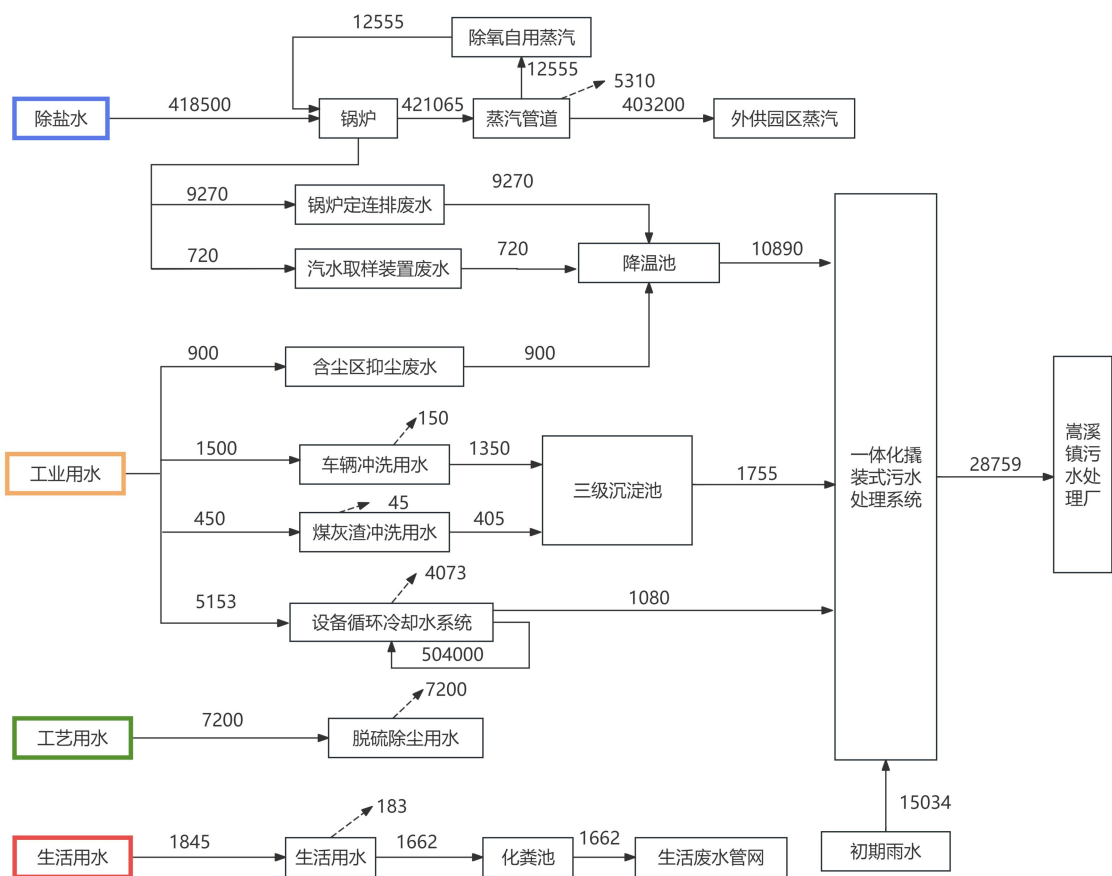 12555
除氧自用蒸汽
12555
5310
除盐水
418500
锅炉
421065
蒸汽管道
403200
外供园区蒸汽
9270
锅炉定连排废水
9270
720
汽水取样装置废水
720
降温池
10890
900
含尘区抑尘废水
900
工业用水
1500
车辆冲洗用水
150
1350
450
煤灰渣冲洗用水
45
405
三级沉淀池
1755
5153
设备循环冷却水系统
4073
1080
504000
一体化撬
装式污水
处理系统
28759
嵩溪
镇污
水处
理厂
工艺用水
7200
脱硫除尘用水
7200
15034
初期雨水
生活用水
1845
生活用水
183
1662
化粪池
1662
生活废水管网